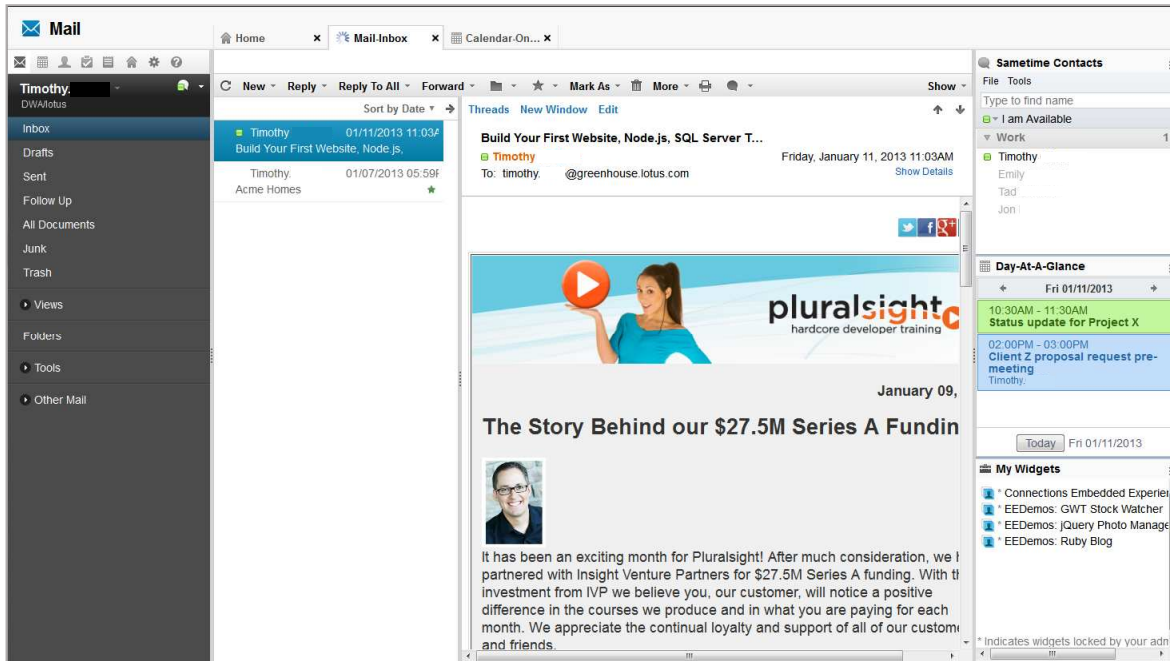 Mail
Home
Mail-Inbox
Calendar-On...
Timothy.
DWA/lotus
Inbox
Drafts
Sent
Follow Up
All Documents
Junk
Trash
Views
Folders
Tools
Other Mail
New Reply Reply To All Forward Mark As More Show
Sort by Date
Timothy 01/11/2013 11:03A
Build Your First Website, Node.js,
Timothy. 01/07/2013 05:59P
Acme Homes
Threads New Window Edit
Build Your First Website, Node.js, SQL Server T...
Timothy Friday, January 11, 2013 11:03AM
To: timothy. @greenhouse.lotus.com Show Details
pluralsight
hardcore developer training
January 09,
The Story Behind our $27.5M Series A Fundin
It has been an exciting month for Pluralsight! After much consideration, we h
partnered with Insight Venture Partners for $27.5M Series A funding. With th
investment from IVP we believe you, our customer, will notice a positive
difference in the courses we produce and in what you are paying for each
month. We appreciate the continual loyalty and support of all of our custome
and friends.
Sametime Contacts
File Tools
Type to find name
I am Available
Work 1
Timothy
Emily
Tad
Jon
Day-At-A-Glance
Fri 01/11/2013
10:30AM - 11:30AM
Status update for Project X
02:00PM - 03:00PM
Client Z proposal request pre-
meeting
Timothy.
Today Fri 01/11/2013
My Widgets
* Connections Embedded Experien
* EEDemos: GWT Stock Watcher
* EEDemos: jQuery Photo Manage
* EEDemos: Ruby Blog
* Indicates widgets locked by your adm